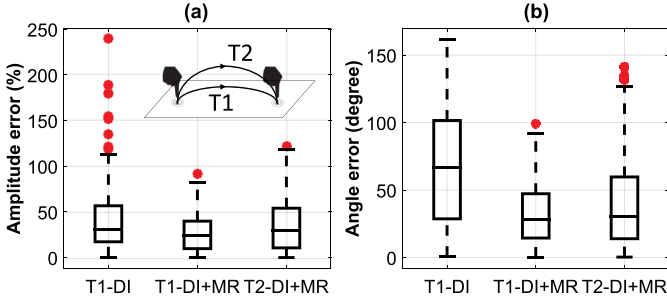 (a)
Amplitude error (%)
250
200
150
100
50
0
T2
T1
T1-DI T1-DI+MR T2-DI+MR
(b)
Angle error (degree)
150
100
50
0
T1-DI T1-DI+MR T2-DI+MR